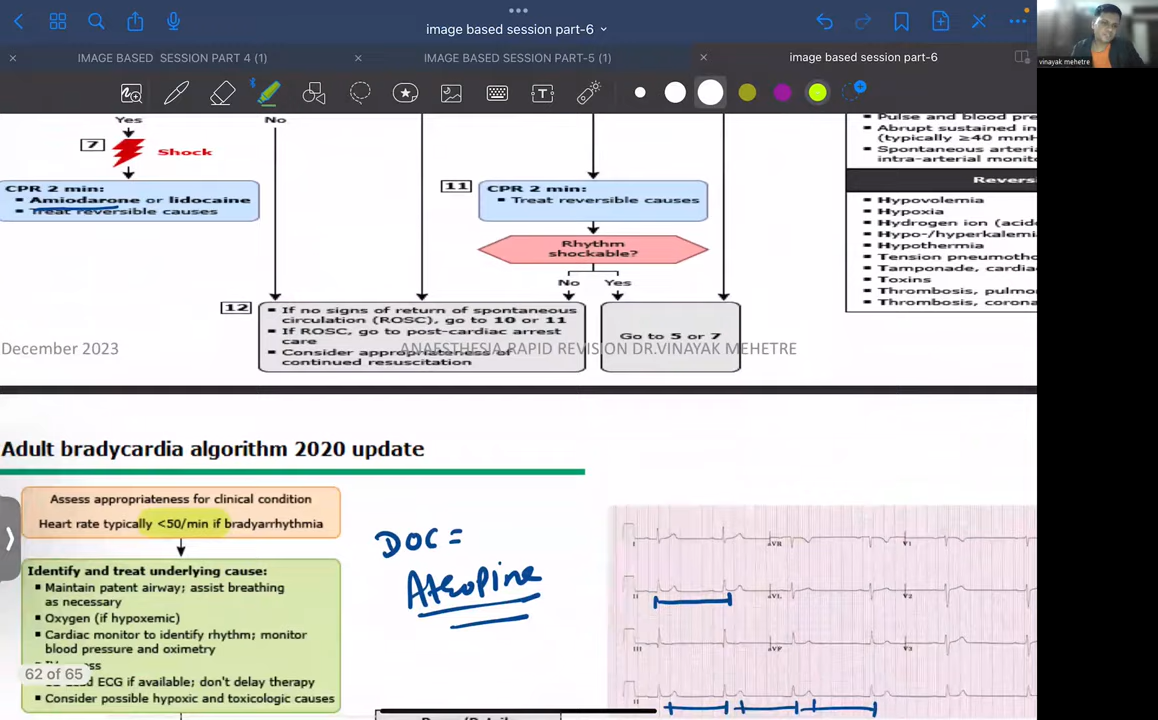 image based session part-6
vinayak mehetre
IMAGE BASED SESSION PART 4 (1)
IMAGE BASED SESSION PART-5 (1)
image based session part-6
Yes
No
7
Shock
CPR 2 min:
Amiodarone or lidocaine
Treat reversible causes
11
CPR 2 min:
Treat reversible causes
Rhythm
shockable?
No
Yes
12
If no signs of return of spontaneous
circulation (ROSC), go to 10 or 11
If ROSC, go to post-cardiac arrest
care
Consider appropriateness of
continued resuscitation
Go to 5 or 7
Pulse and blood pre
Abrupt sustained in
(typically ≥40 mmH
Spontaneous arteria
intra-arterial monito
Revers
Hypovolemia
Hypoxia
Hydrogen ion (acido
Hypo-/hyperkalemi
Hypothermia
Tension pneumotho
Tamponade, cardia
Toxins
Thrombosis, pulmo
Thrombosis, corona
December 2023
ANAESTHESIA RAPID REVISION DR.VINAYAK MEHETRE
Adult bradycardia algorithm 2020 update
Assess appropriateness for clinical condition
Heart rate typically <50/min if bradyarrhythmia
Identify and treat underlying cause:
Maintain patent airway; assist breathing
as necessary
Oxygen (if hypoxemic)
Cardiac monitor to identify rhythm; monitor
blood pressure and oximetry
ECG if available; don't delay therapy
Consider possible hypoxic and toxicologic causes
62 of 65
DOC =
Atropine
I
aVR
V1
II
aVL
V2
III
aVF
V3
II